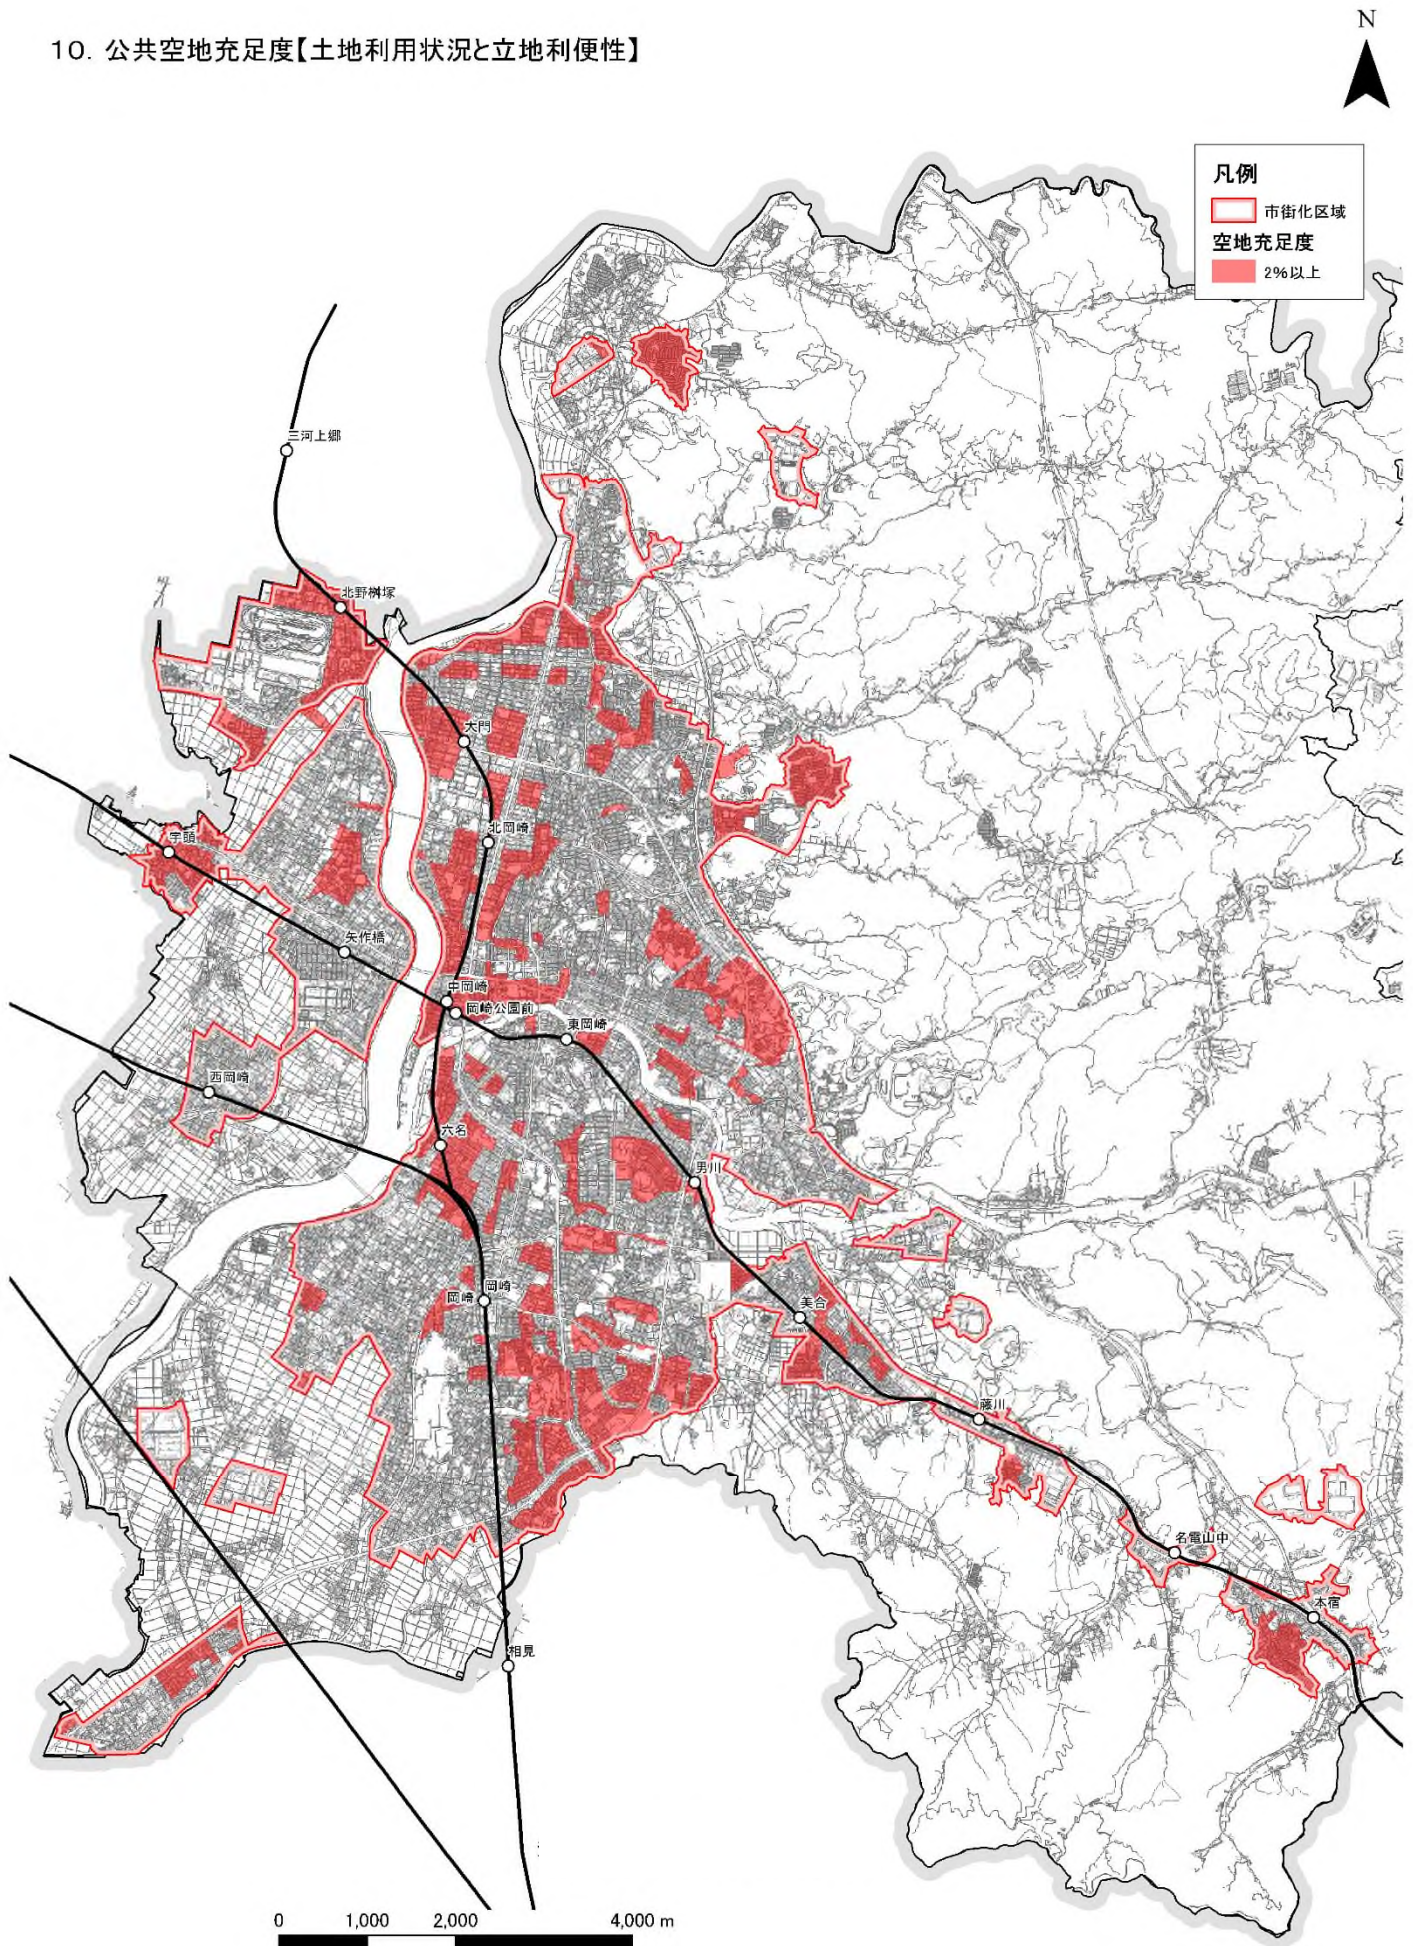 10. 公共空地充足度【土地利用状況と立地利便性】
N
凡例
市街化区域
空地充足度
2%以上
三河上郷
北野桝塚
大門
北岡崎
宇頭
矢作橋
中岡崎
岡崎公園前
東岡崎
西岡崎
六名
男川
岡崎
岡崎
美合
藤川
名電山中
本宿
相見
0 1,000 2,000 4,000 m